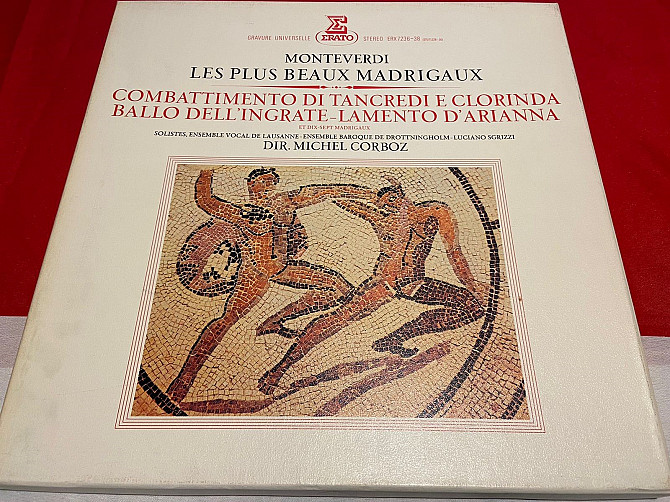 E
ERATO
GRAVURE UNIVERSELLE STEREO ERX 7236-38
MONTEVERDI
LES PLUS BEAUX MADRIGAUX
COMBATTIMENTO DI TANCREDI E CLORINDA
BALLO DELL'INGRATE - LAMENTO D'ARIANNA
ET DIX-SEPT MADRIGAUX
SOLISTES, ENSEMBLE VOCAL DE LAUSANNE - ENSEMBLE BAROQUE DE DROTTNINGHOLM - LUCIANO SGRIZZI
DIR. MICHEL CORBOZ